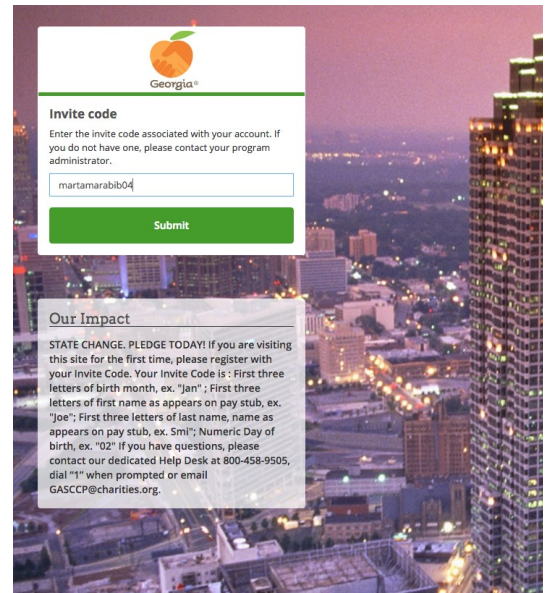 Georgia®
Invite code
Enter the invite code associated with your account. If
you do not have one, please contact your program
administrator.
martamarabib04
Submit
Our Impact
STATE CHANGE. PLEDGE TODAY! If you are visiting
this site for the first time, please register with
your Invite Code. Your Invite Code is : First three
letters of birth month, ex. "Jan" ; First three
letters of first name as appears on pay stub, ex.
"Joe"; First three letters of last name, name as
appears on pay stub, ex. Smi"; Numeric Day of
birth, ex. "02" If you have questions, please
contact our dedicated Help Desk at 800-458-9505,
dial "1" when prompted or email
GASCCP@charities.org.